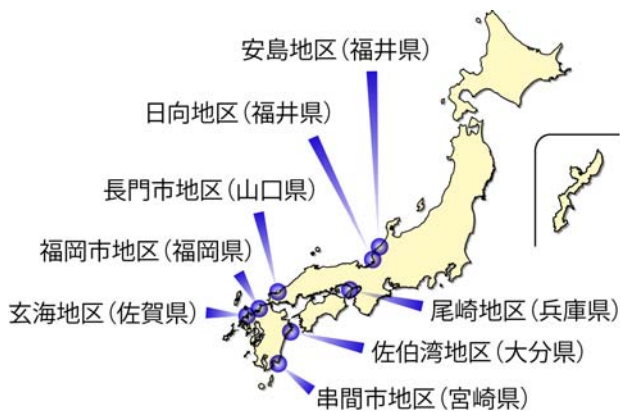 安島地区(福井県)
日向地区(福井県)
長門市地区(山口県)
福岡市地区(福岡県)
玄海地区(佐賀県)
尾崎地区(兵庫県)
佐伯湾地区(大分県)
串間市地区(宮崎県)